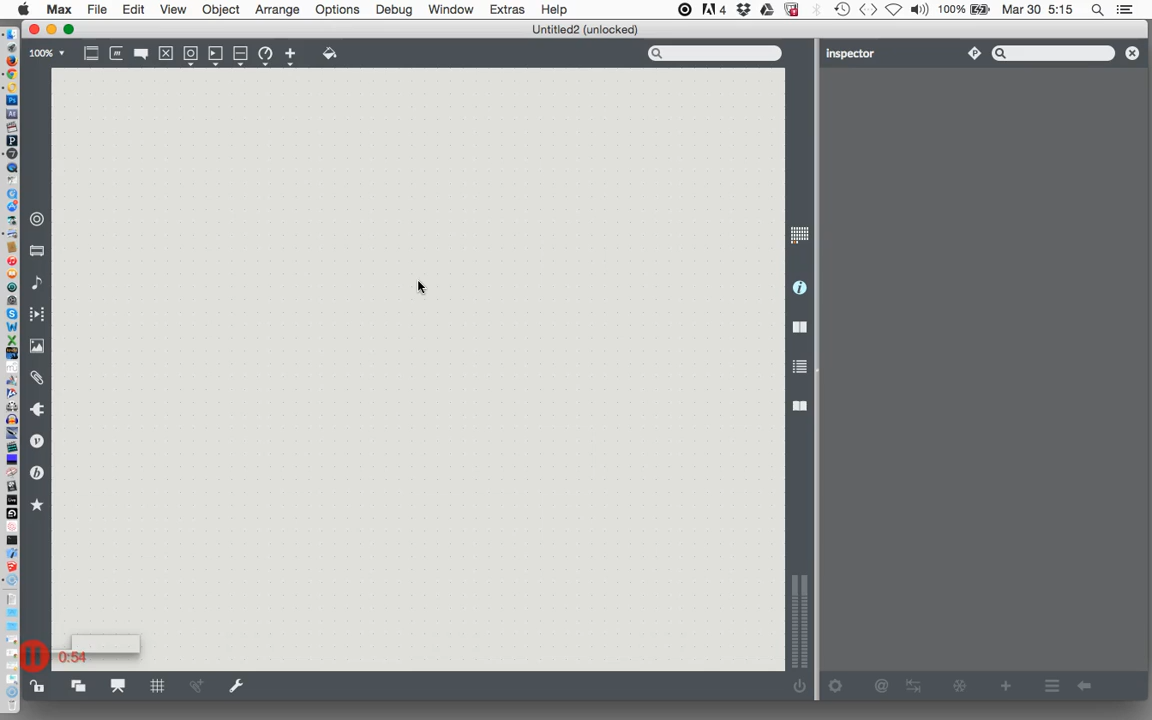 Max File Edit View Object Arrange Options Debug Window Extras Help 4 100% Mar 30 5:15
Untitled2 (unlocked)
100% m inspector P
i
v
b
0:54
@